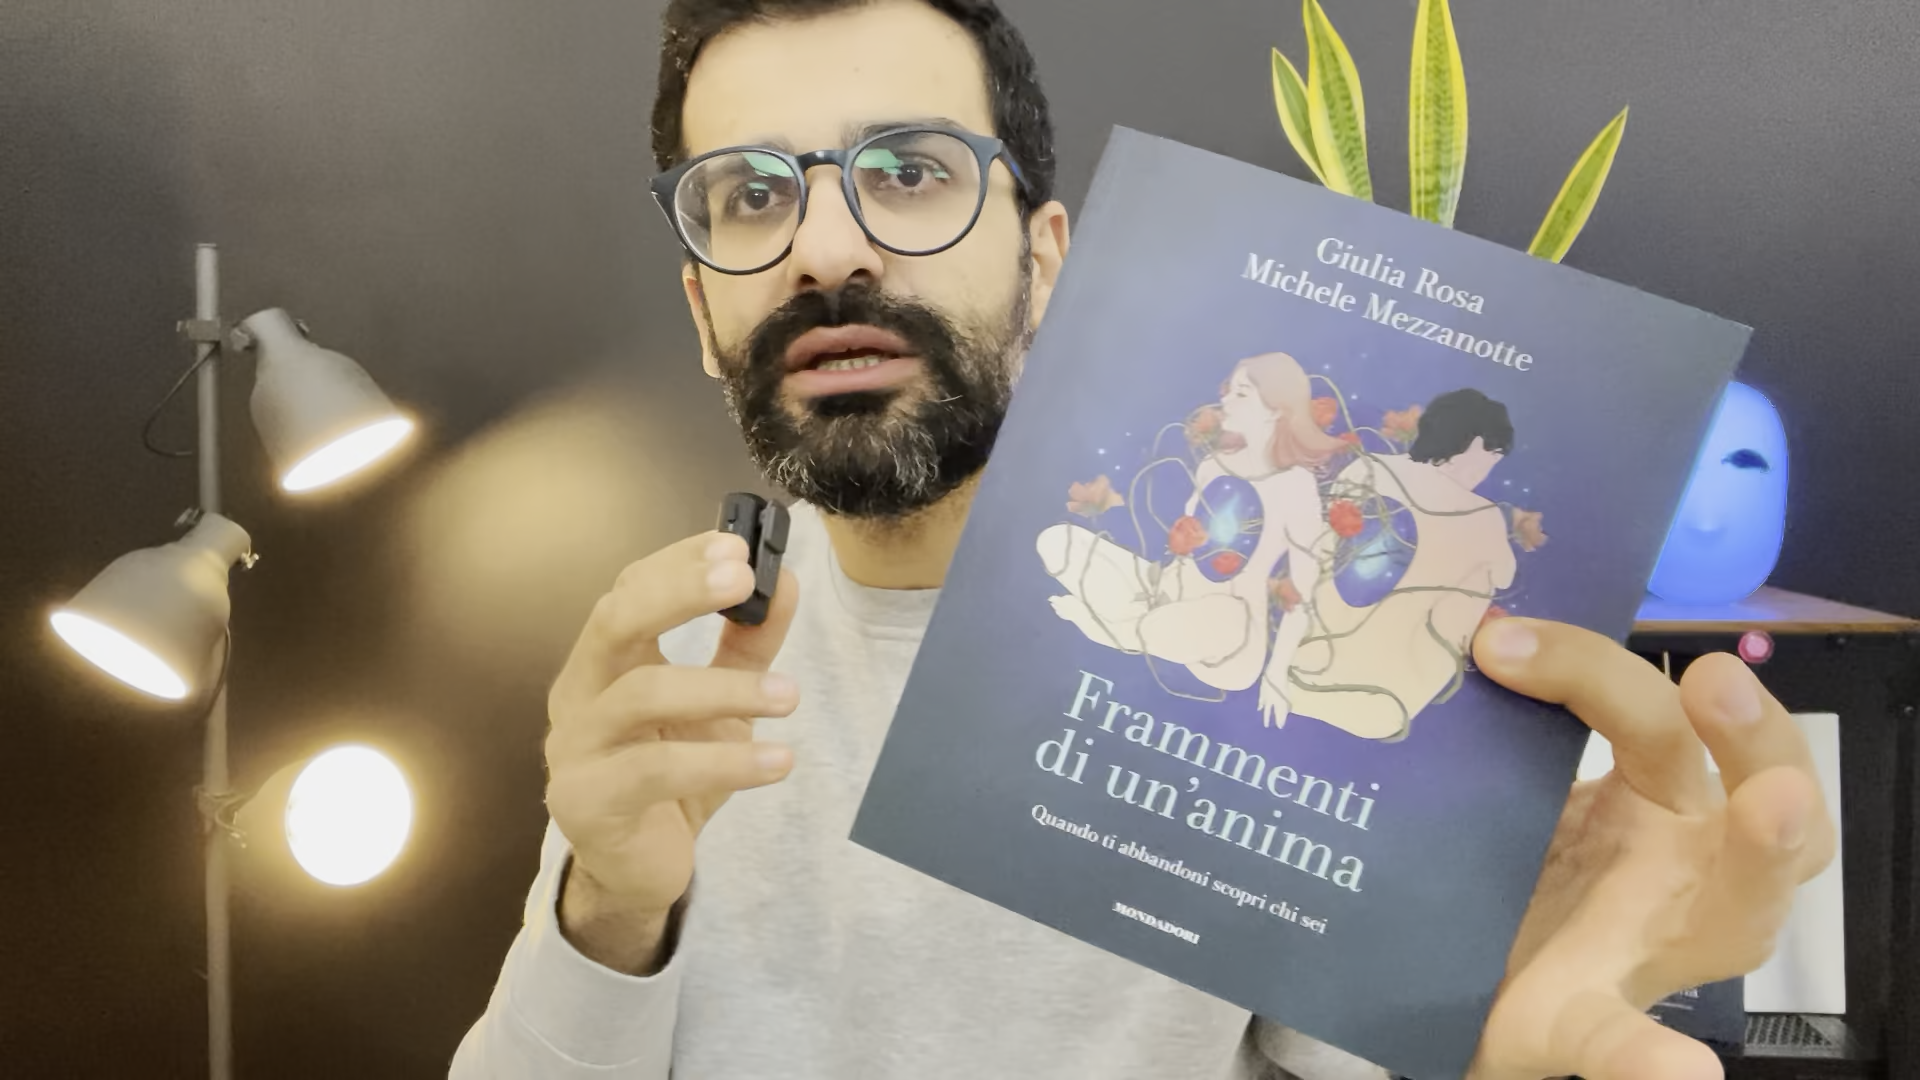 Giulia Rosa
Michele Mezzanotte
Frammenti
di un'anima
Quando ti abbandoni scopri chi sei
MONDADORI